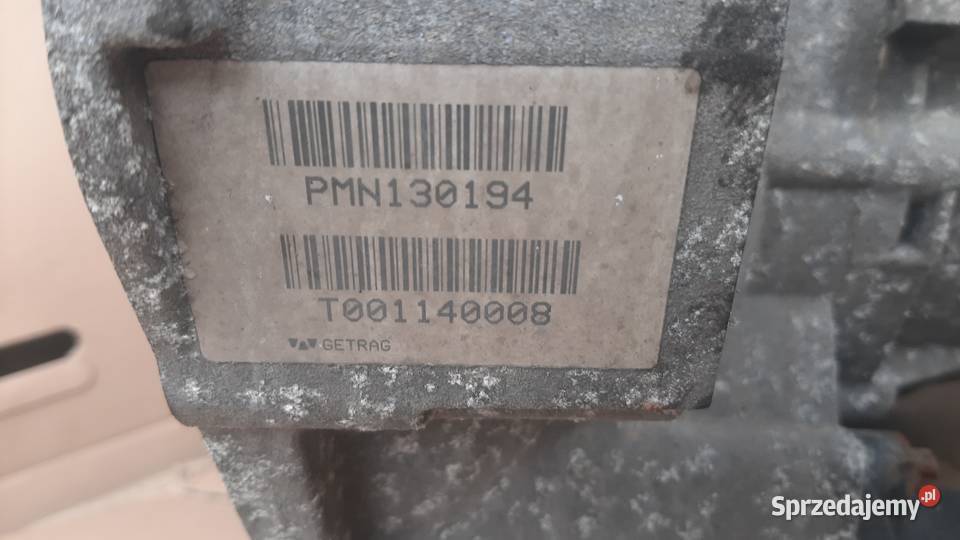 PMN130194
T001140008
GETRAG
Sprzedajemy.pl